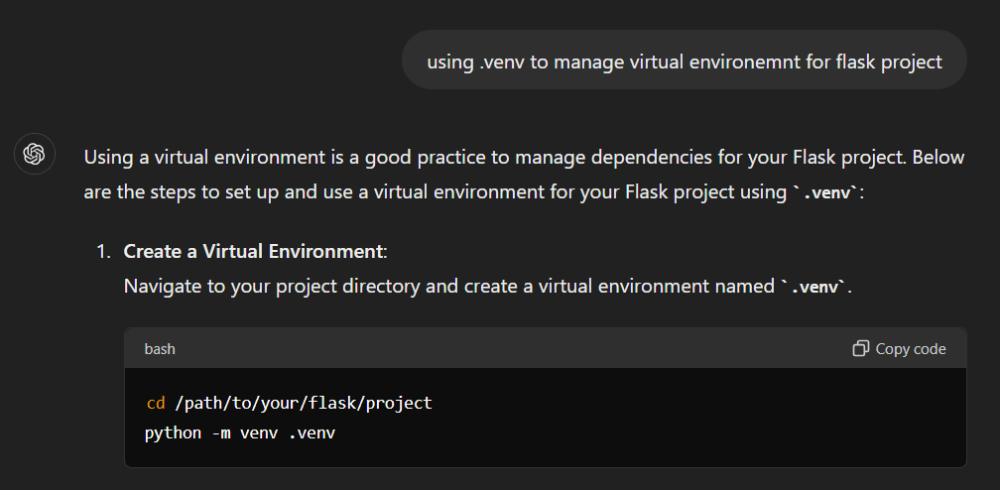 using .venv to manage virtual environemnt for flask project
Using a virtual environment is a good practice to manage dependencies for your Flask project. Below
are the steps to set up and use a virtual environment for your Flask project using `.venv`:
1. Create a Virtual Environment:
Navigate to your project directory and create a virtual environment named `.venv`.
bash
Copy code
cd /path/to/your/flask/project
python -m venv .venv